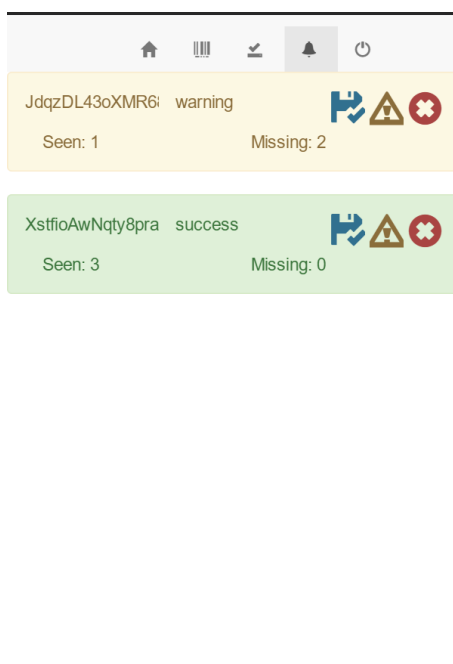 JdqzDL43oXMR6 warning
Seen: 1 Missing: 2
XstfioAwNqty8pra success
Seen: 3 Missing: 0